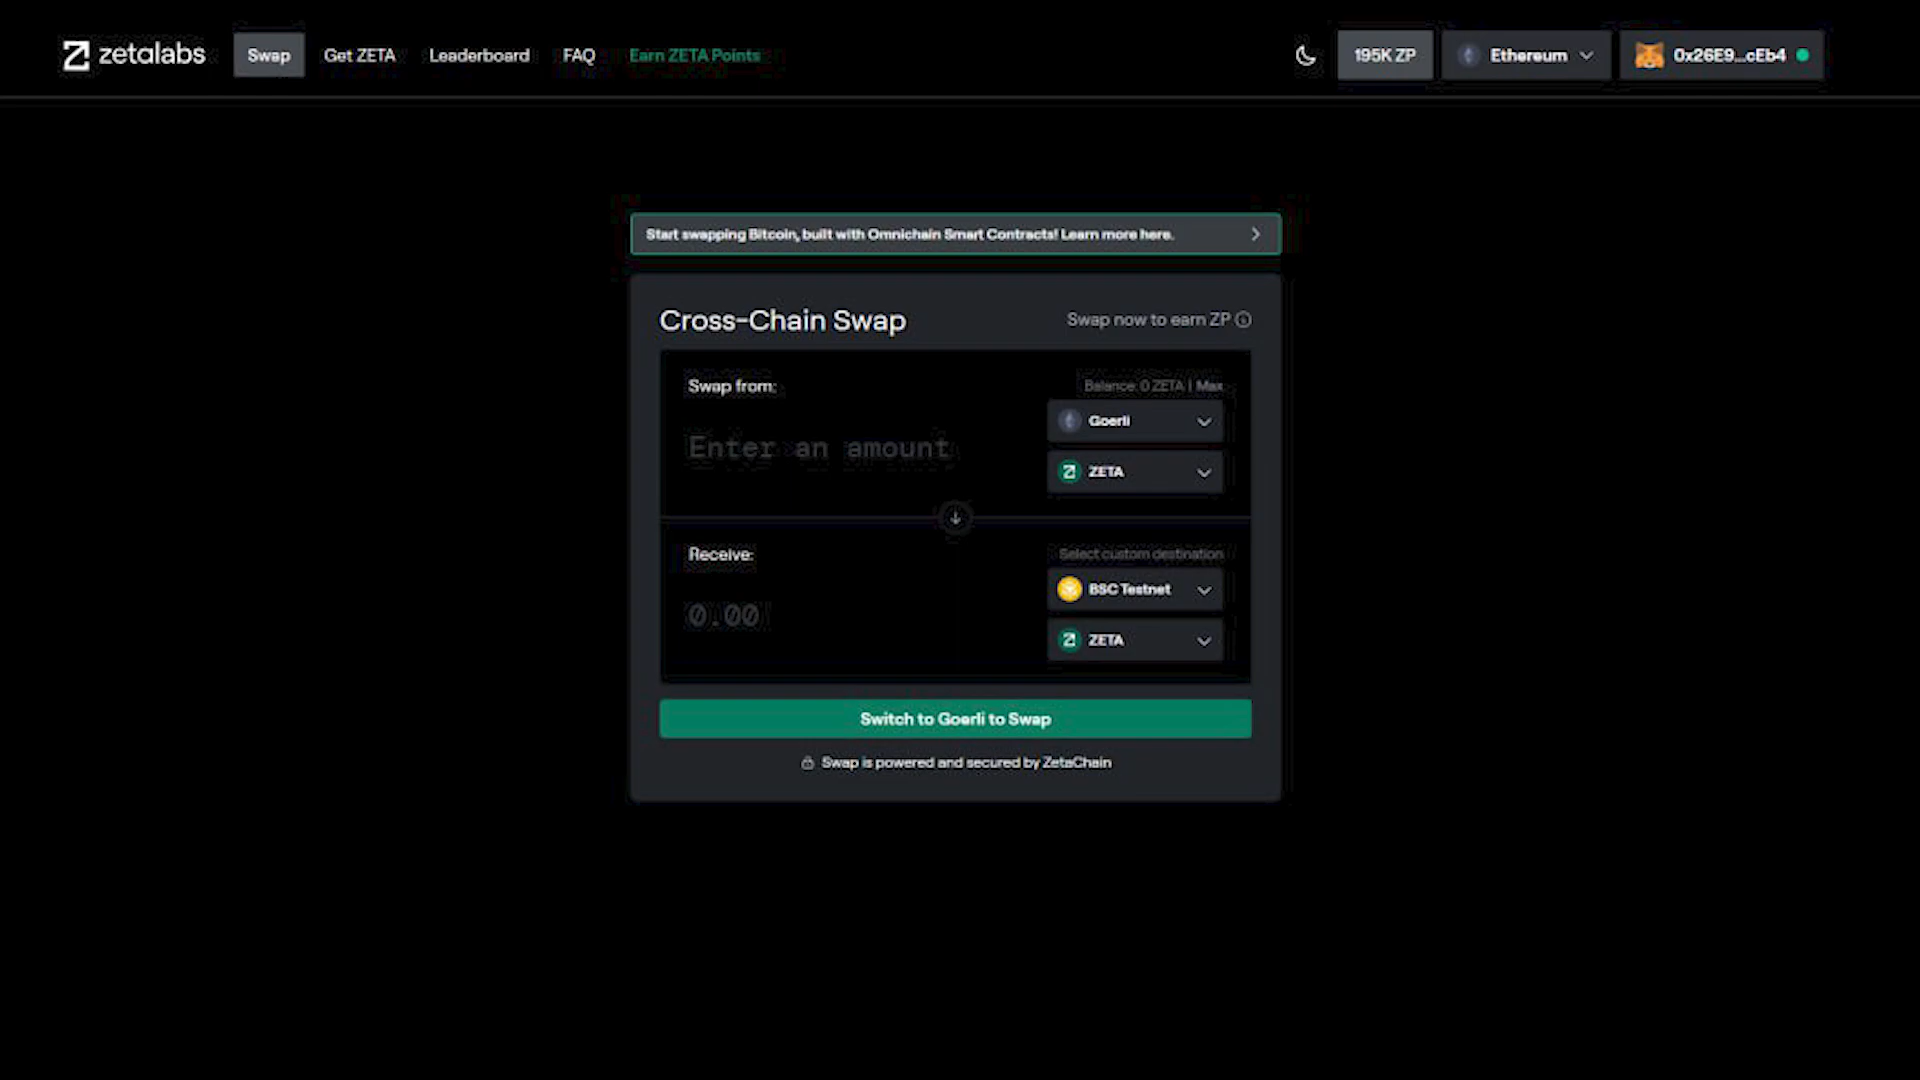 zetalabs Swap Get ZETA Leaderboard FAQ Earn ZETA Points 195K ZP Ethereum 0x26E9...cEb4
Start swapping Bitcoin, built with Omnichain Smart Contracts! Learn more here.
Cross-Chain Swap Swap now to earn ZP
Swap from: Balance: 0 ZETA | Max
Goerli
Enter an amount
ZETA
Receive: Select custom destination
BSC Testnet
0.00
ZETA
Switch to Goerli to Swap
Swap is powered and secured by ZetaChain